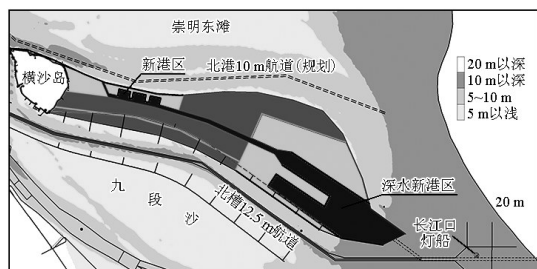 崇明东滩
新港区
北港10 m航道(规划)
横沙岛
20 m以深
10 m以深
5~10 m
5 m以浅
深水新港区
九段沙
北槽12.5 m航道
20 m
长江口
灯船